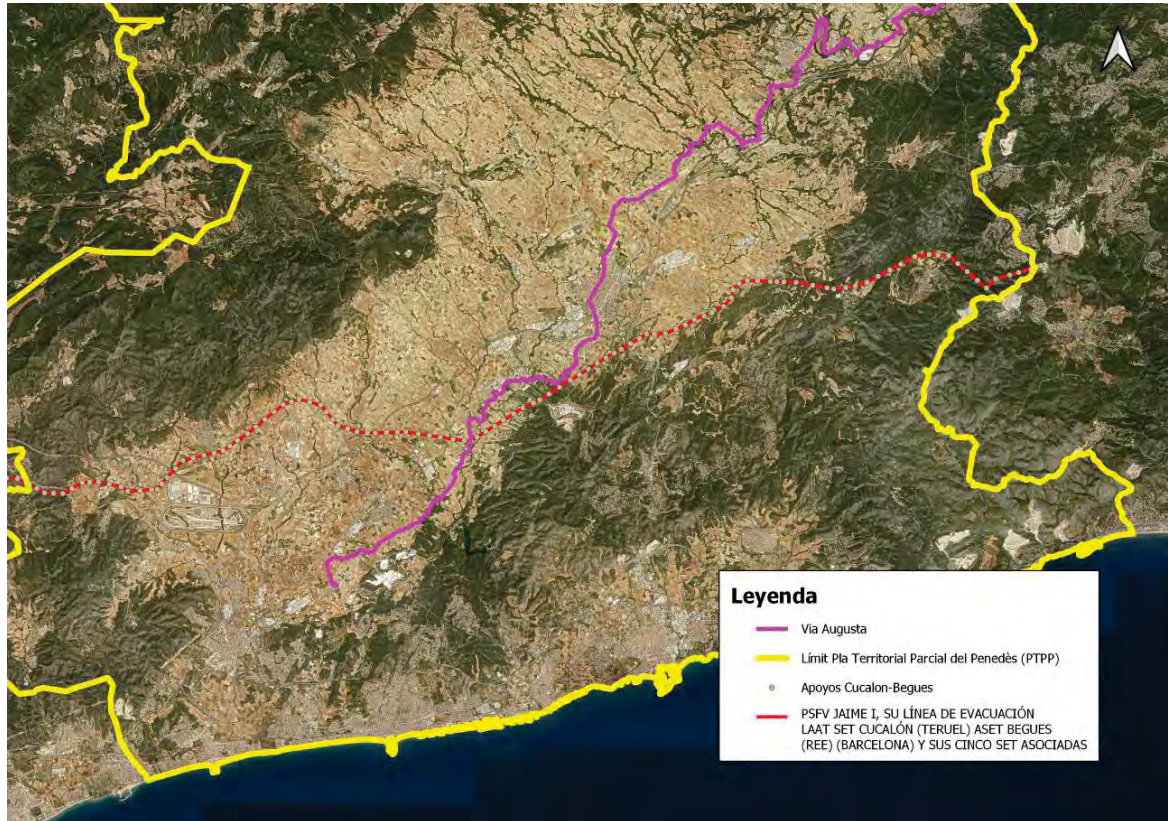 Leyenda
Via Augusta
Límit Pla Territorial Parcial del Penedès (PTPP)
Apoyos Cucalon-Begues
PSFV JAIME I, SU LÍNEA DE EVACUACIÓN
LAAT SET CUCALÓN (TERUEL) ASET BEGUES
(REE) (BARCELONA) Y SUS CINCO SET ASOCIADAS